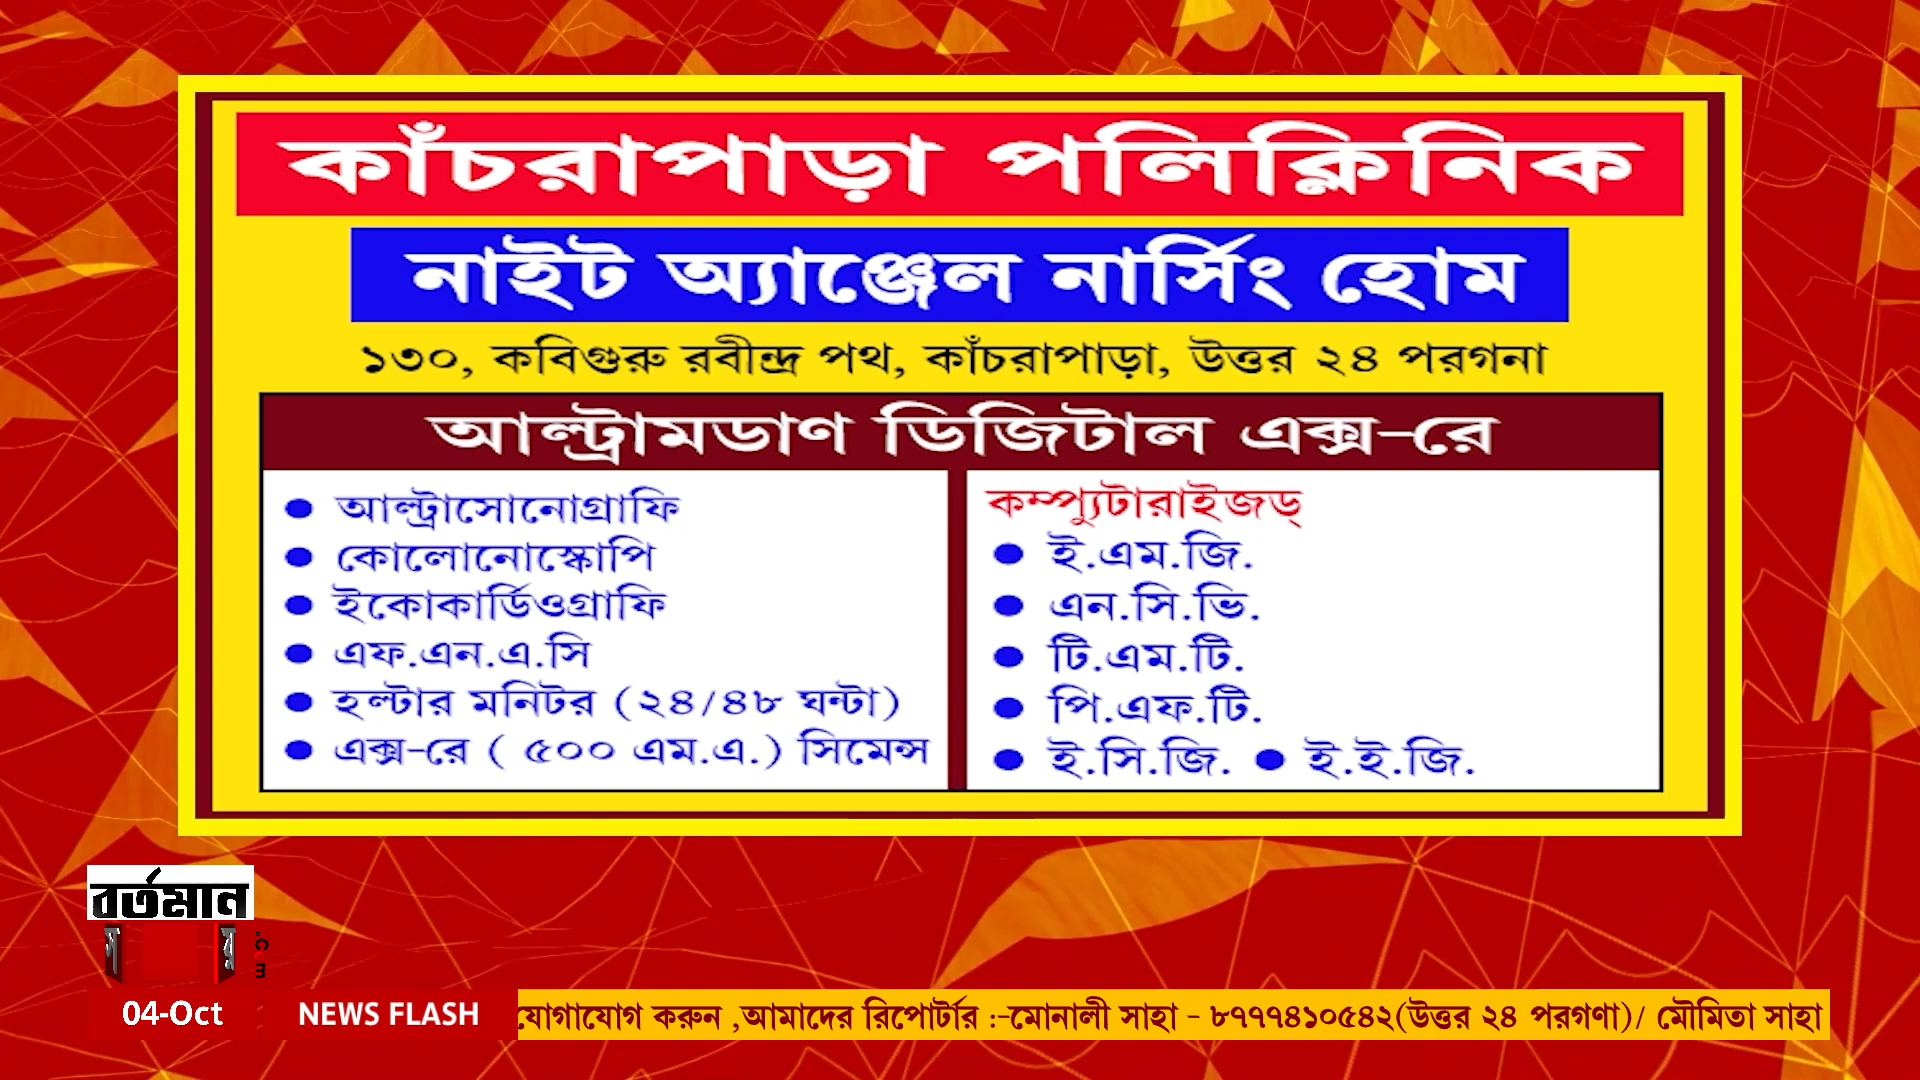 কাঁচরাপাড়া পলিক্লিনিক
নাইট অ্যাঞ্জেল নার্সিং হোম
১৩০, কবিগুরু রবীন্দ্র পথ, কাঁচরাপাড়া, উত্তর ২৪ পরগনা
আল্ট্রামডাণ ডিজিটাল এক্স-রে
● আল্ট্রাসোনোগ্রাফি
● কোলোনোস্কোপি
● ইকোকার্ডিওগ্রাফি
● এফ.এন.এ.সি
● হল্টার মনিটর (২৪/৪৮ ঘন্টা)
● এক্স-রে ( ৫০০ এম.এ.) সিমেন্স
কম্প্যুটারাইজড্
● ই.এম.জি.
● এন.সি.ভি.
● টি.এম.টি.
● পি.এফ.টি.
● ই.সি.জি. ● ই.ই.জি.
বর্তমান
04-Oct
NEWS FLASH
যোগাযোগ করুন ,আমাদের রিপোর্টার :-মোনালী সাহা - ৮৭৭৭৪১০৫৪২(উত্তর ২৪ পরগণা)/ মৌমিতা সাহা